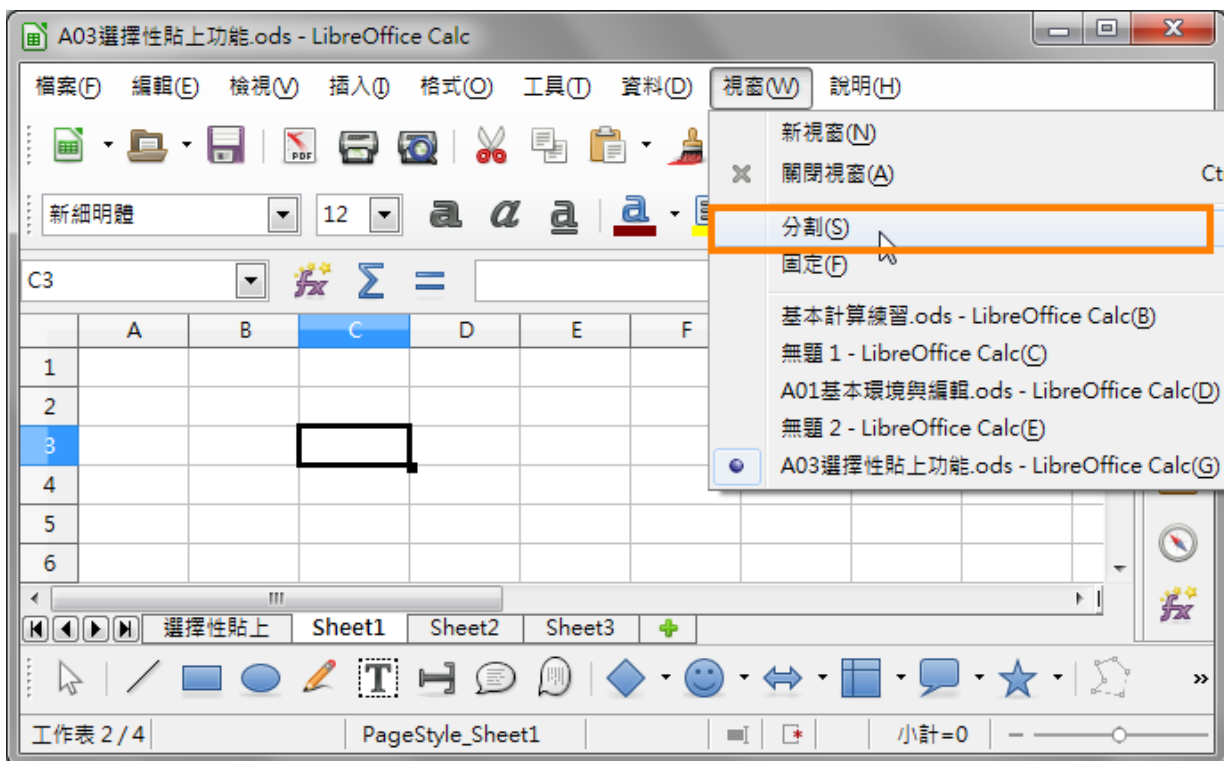 A03選擇性貼上功能.ods - LibreOffice Calc
檔案(F) 編輯(E) 檢視(V) 插入(I) 格式(O) 工具(T) 資料(D) 視窗(W) 說明(H)
新視窗(N)
關閉視窗(A) Ct
分割(S)
固定(F)
基本計算練習.ods - LibreOffice Calc(B)
無題 1 - LibreOffice Calc(C)
A01基本環境與編輯.ods - LibreOffice Calc(D)
無題 2 - LibreOffice Calc(E)
A03選擇性貼上功能.ods - LibreOffice Calc(G)
PDF
新細明體 12 a a a a
C3 fx Σ =
A B C D E F
1
2
3
4
5
6
fx
選擇性貼上 Sheet1 Sheet2 Sheet3
T
工作表 2 / 4 PageStyle_Sheet1 小計=0